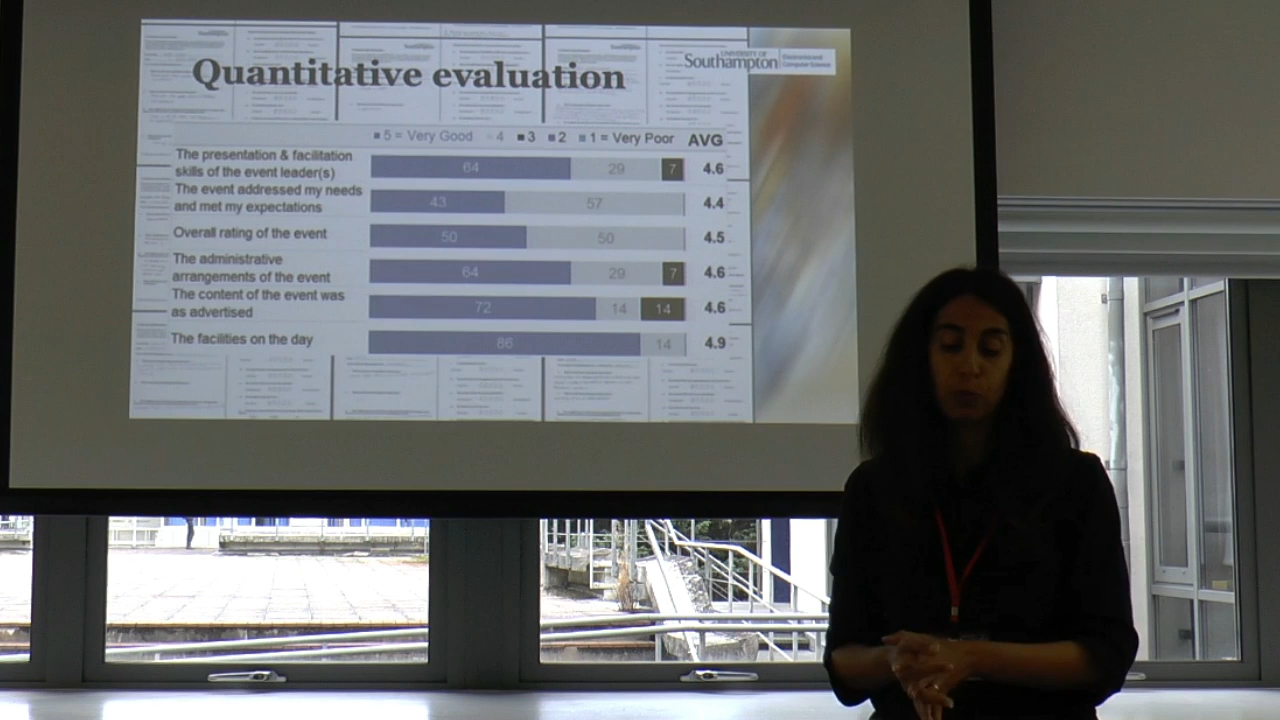 UNIVERSITY OF
Southampton
Electronics and
Computer Science
Quantitative evaluation
5 = Very Good 4 3 2 1 = Very Poor AVG
The presentation & facilitation
skills of the event leader(s)
64 29 7 4.6
The event addressed my needs
and met my expectations
43 57 4.4
Overall rating of the event
50 50 4.5
The administrative
arrangements of the event
64 29 7 4.6
The content of the event was
as advertised
72 14 14 4.6
The facilities on the day
86 14 4.9